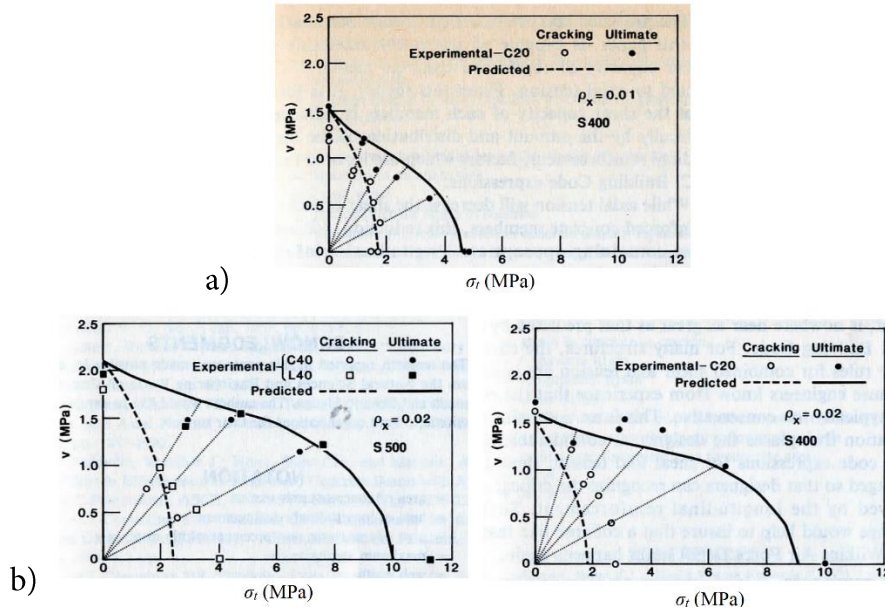 Cracking Ultimate
Experimental-C20
Predicted
ρx = 0.01
S400
v (MPa)
2.5
2.0
1.5
1.0
0.5
0
0 2 4 6 8 10 12
σt (MPa)
a)
Cracking Ultimate
Experimental- C40
L40
Predicted
ρx = 0.02
S500
v (MPa)
2.5
2.0
1.5
1.0
0.5
0
0 2 4 6 8 10 12
σt (MPa)
b)
Cracking Ultimate
Experimental-C20
Predicted
ρx = 0.02
S400
v (MPa)
2.5
2.0
1.5
1.0
0.5
0
0 2 4 6 8 10 12
σt (MPa)